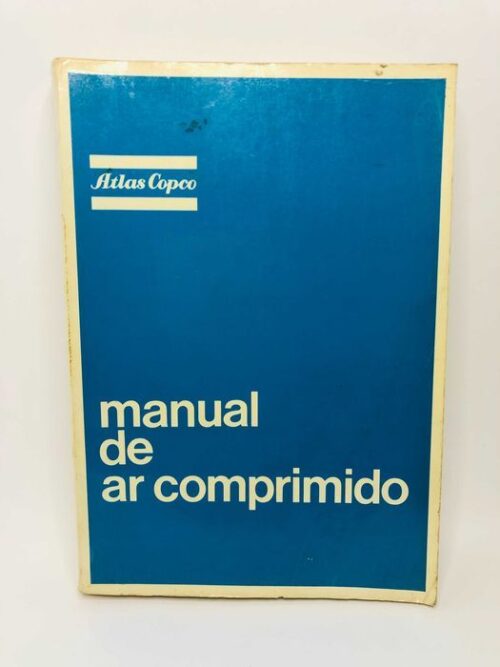 Atlas Copco
manual
de
ar comprimido